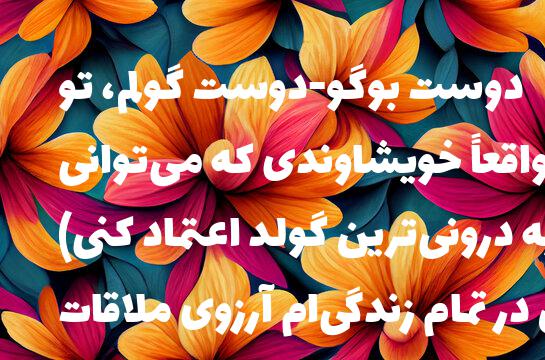 دوست بوگو-دوست گولم، تو
واقعاً خویشاوندی که می‌توانی
ه درونی‌ترین گولد اعتماد کنی)
در تمام زندگی‌ام آرزوی ملاقات